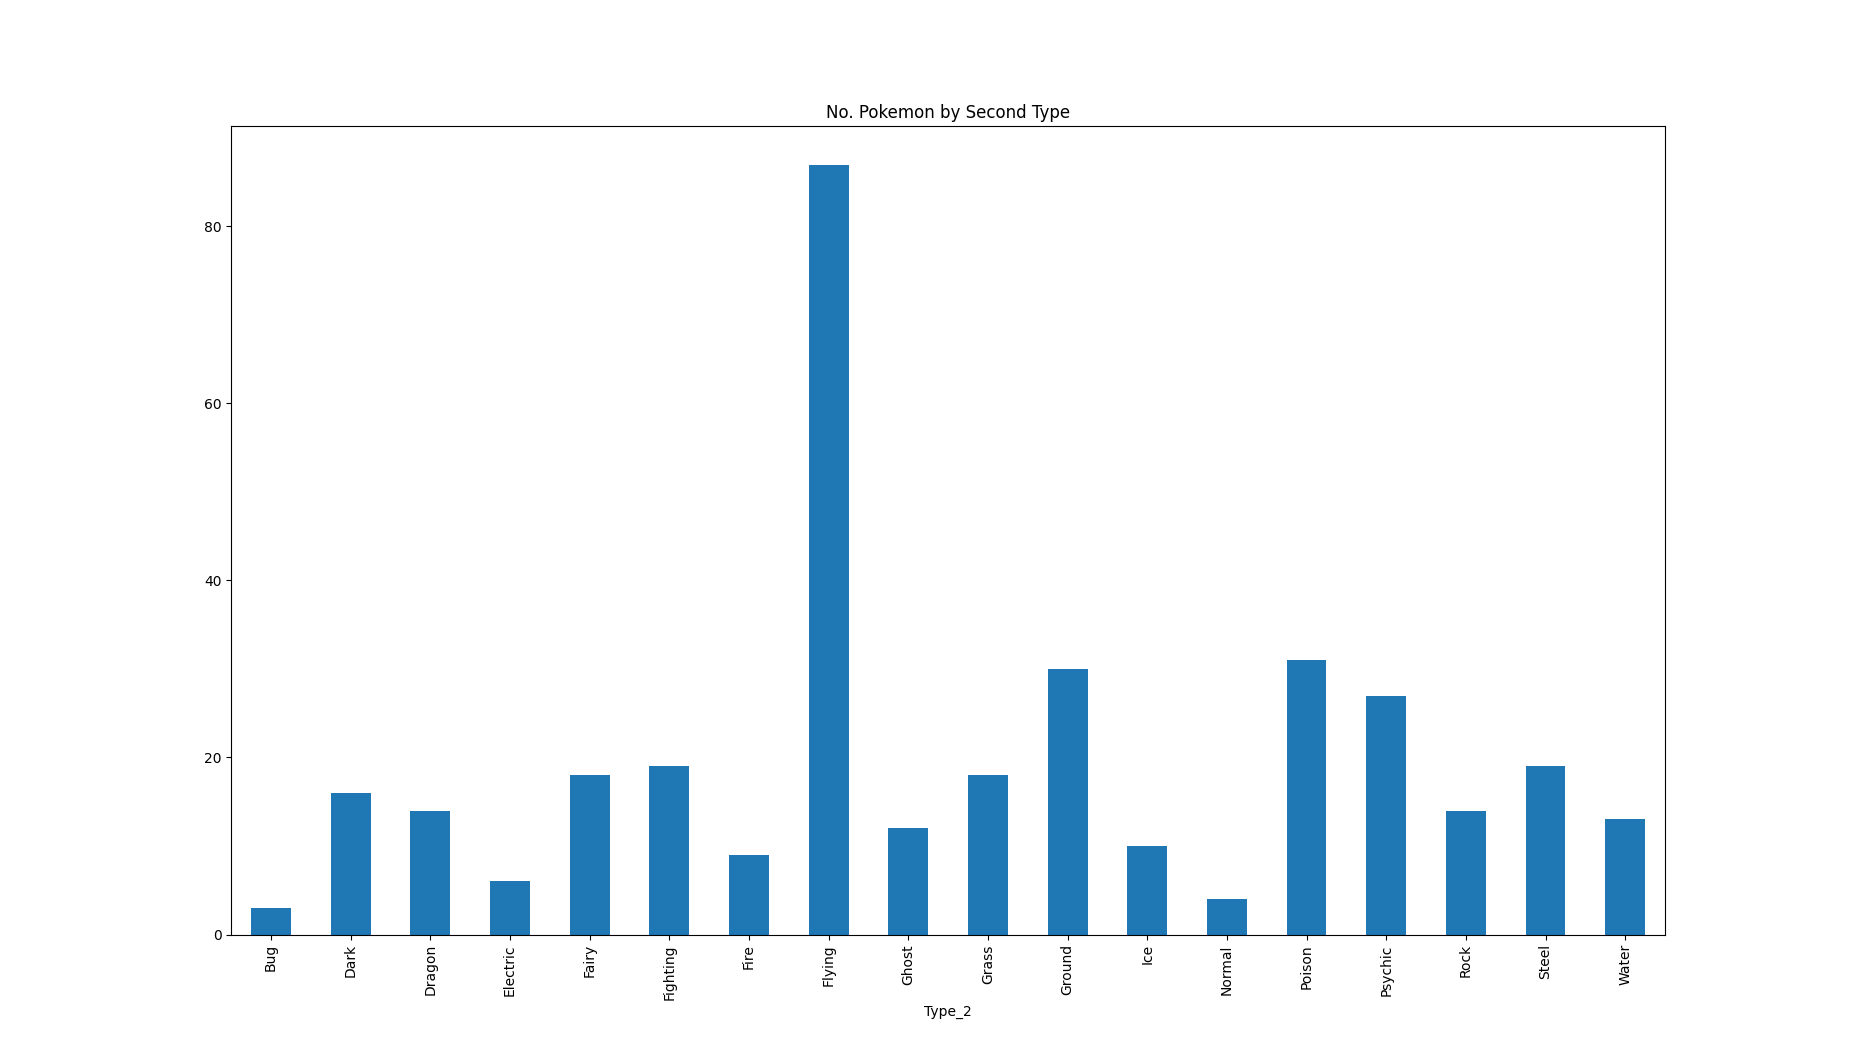 No. Pokemon by Second Type
80
60
40
20
0
Bug
Dark
Dragon
Electric
Fairy
Fighting
Fire
Flying
Ghost
Grass
Ground
Ice
Normal
Poison
Psychic
Rock
Steel
Water
Type_2